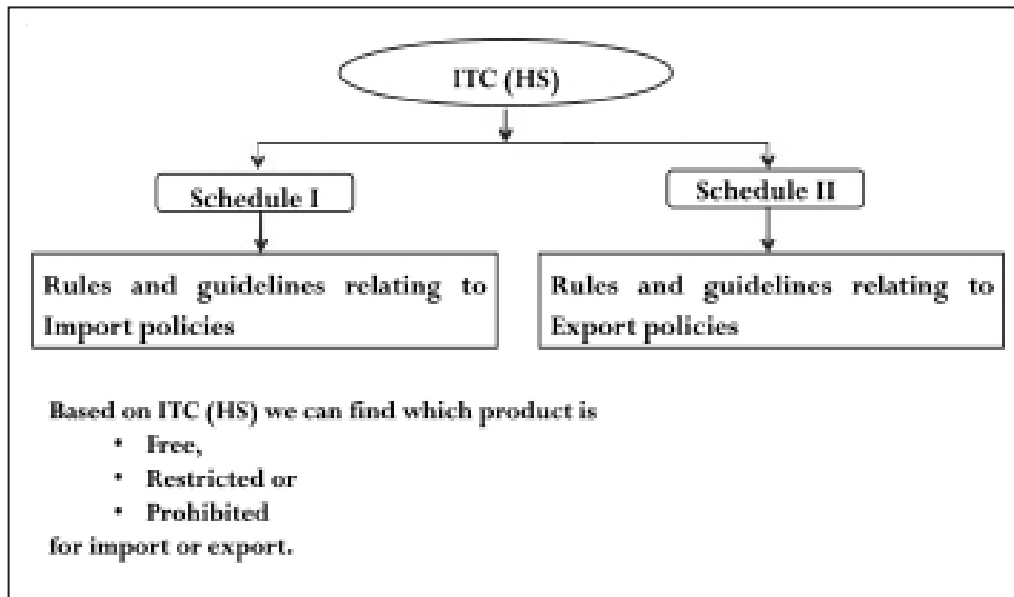 ITC (HS)
Schedule I
Schedule II
Rules and guidelines relating to
Import policies
Rules and guidelines relating to
Export policies
Based on ITC (HS) we can find which product is
• Free,
• Restricted or
• Prohibited
for import or export.